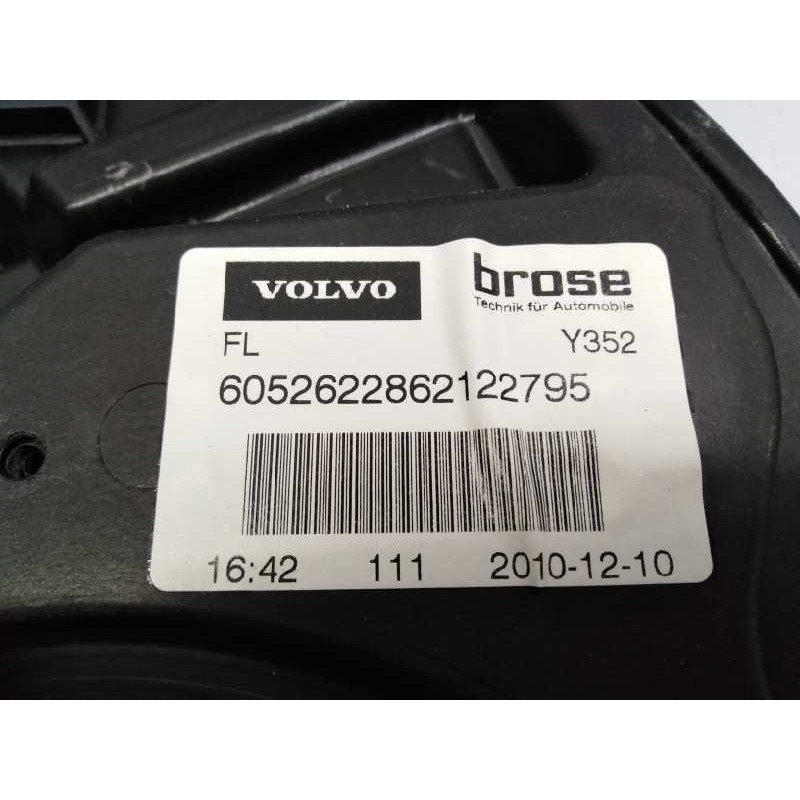 VOLVO
brose
Technik für Automobile
FL Y352
6052622862122795
16:42 111 2010-12-10